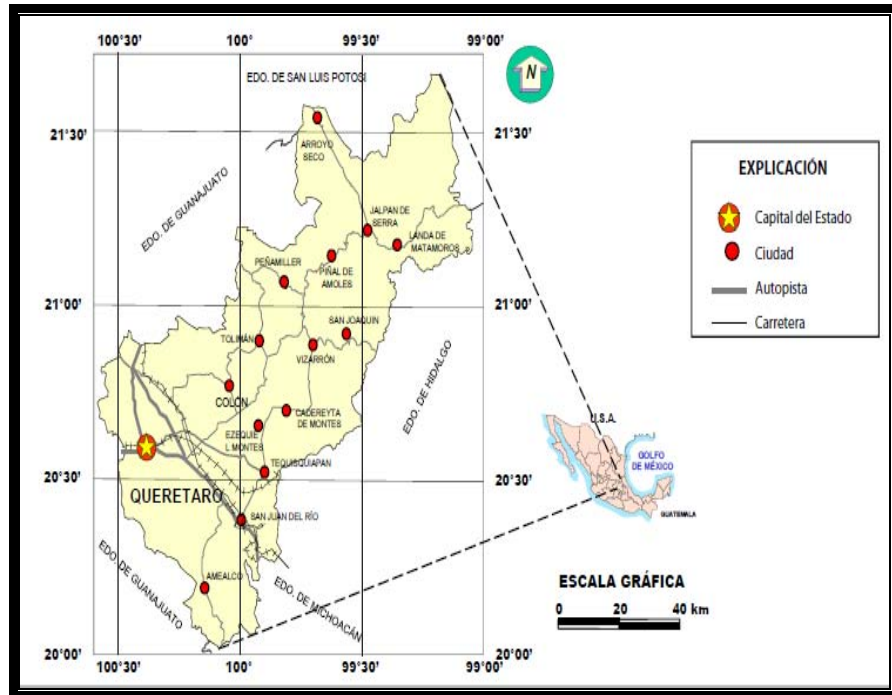 100°30'
100°
99°30'
99°00'
EDO. DE SAN LUIS POTOSI
N
21°30'
21°30'
ARROYO
SECO
EDO. DE GUANAJUATO
JALPAN DE
SERRA
LANDA DE
MATAMOROS
PEÑAMILLER
PIÑAL DE
AMOLES
21°00'
21°00'
SAN JOAQUIN
TOLIMÁN
VIZARRÓN
EDO. DE HIDALGO
COLÓN
CADEREYTA
DE MONTES
EZEQUIE
L MONTES
TEQUISQUIAPAN
20°30'
20°30'
QUERETARO
SAN JUAN DEL RÍO
AMEALCO
EDO. DE GUANAJUATO
EDO. DE MICHOACÁN
20°00'
20°00'
100°30'
100°
99°30'
99°00'
EXPLICACIÓN
Capital del Estado
Ciudad
Autopista
Carretera
U.S.A.
GOLFO
DE MÉXICO
GUATEMALA
ESCALA GRÁFICA
0 20 40 km